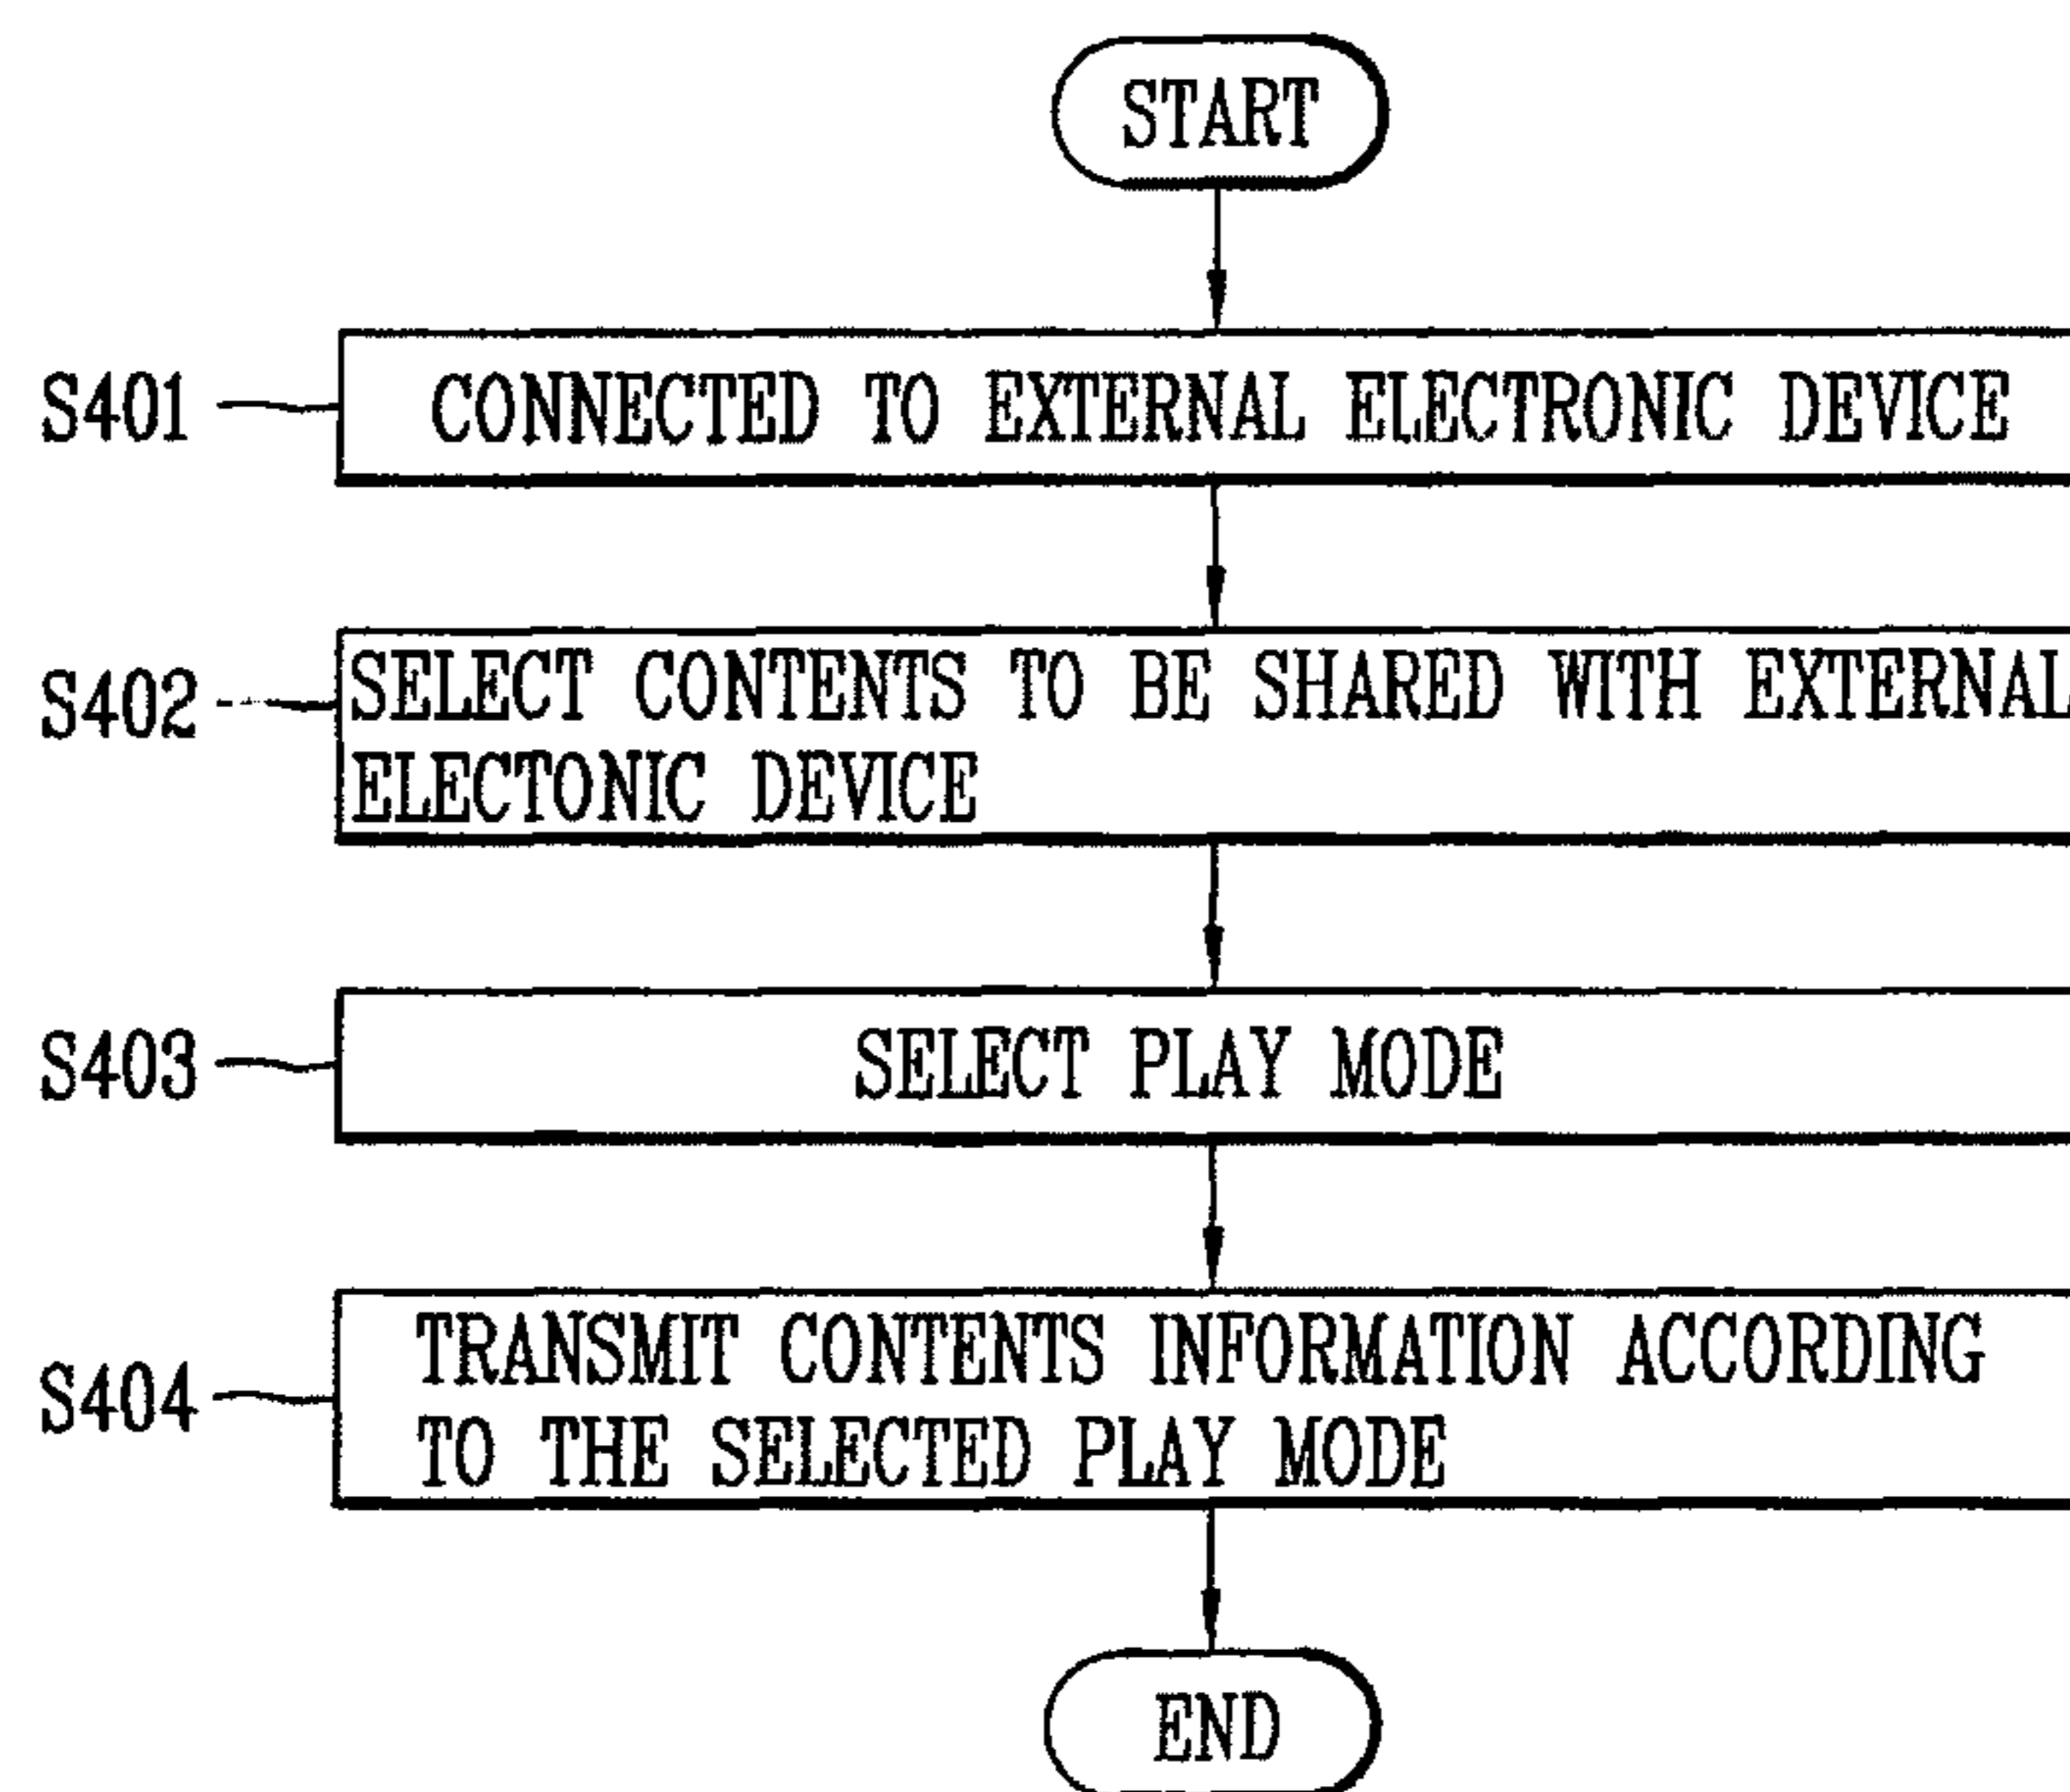 START
S401
CONNECTED TO EXTERNAL ELECTRONIC DEVICE
S402
SELECT CONTENTS TO BE SHARED WITH EXTERNAL
ELECTONIC DEVICE
S403
SELECT PLAY MODE
S404
TRANSMIT CONTENTS INFORMATION ACCORDING
TO THE SELECTED PLAY MODE
END